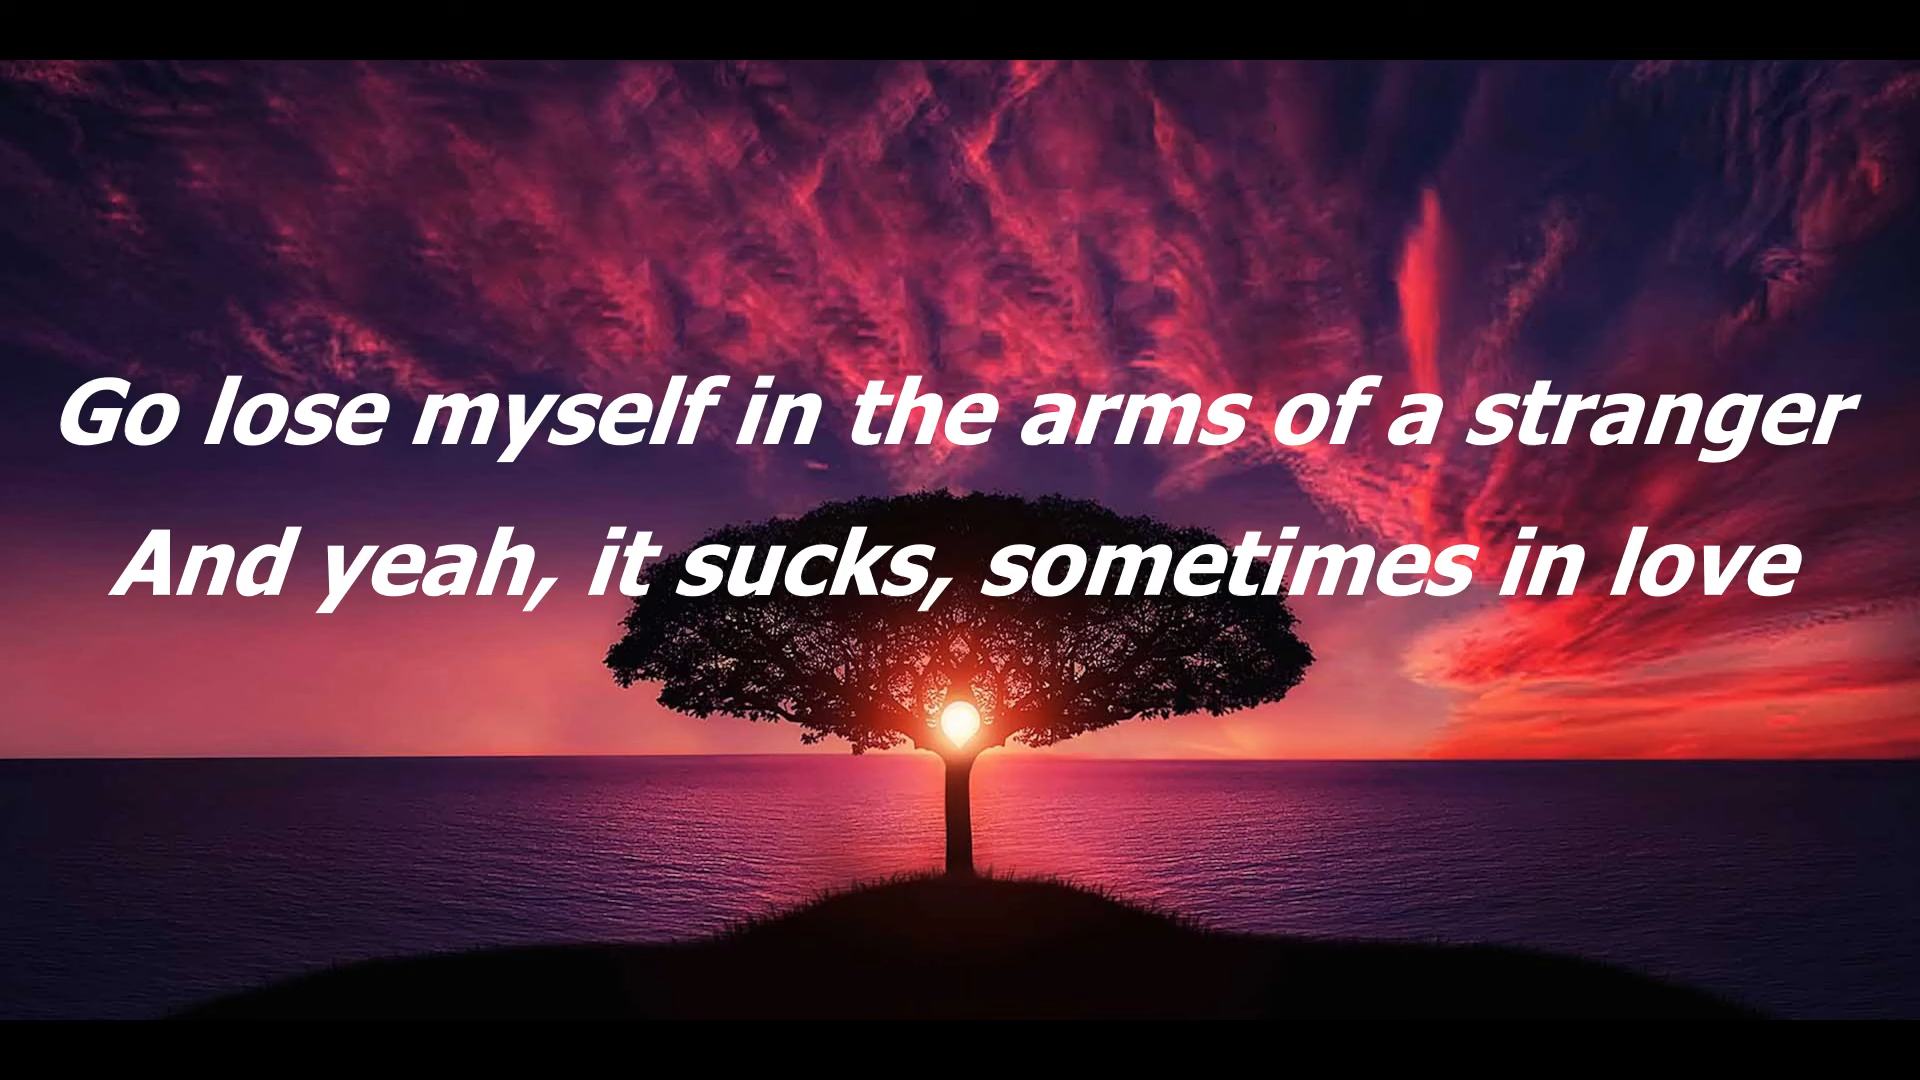 Go lose myself in the arms of a stranger
And yeah, it sucks, sometimes in love